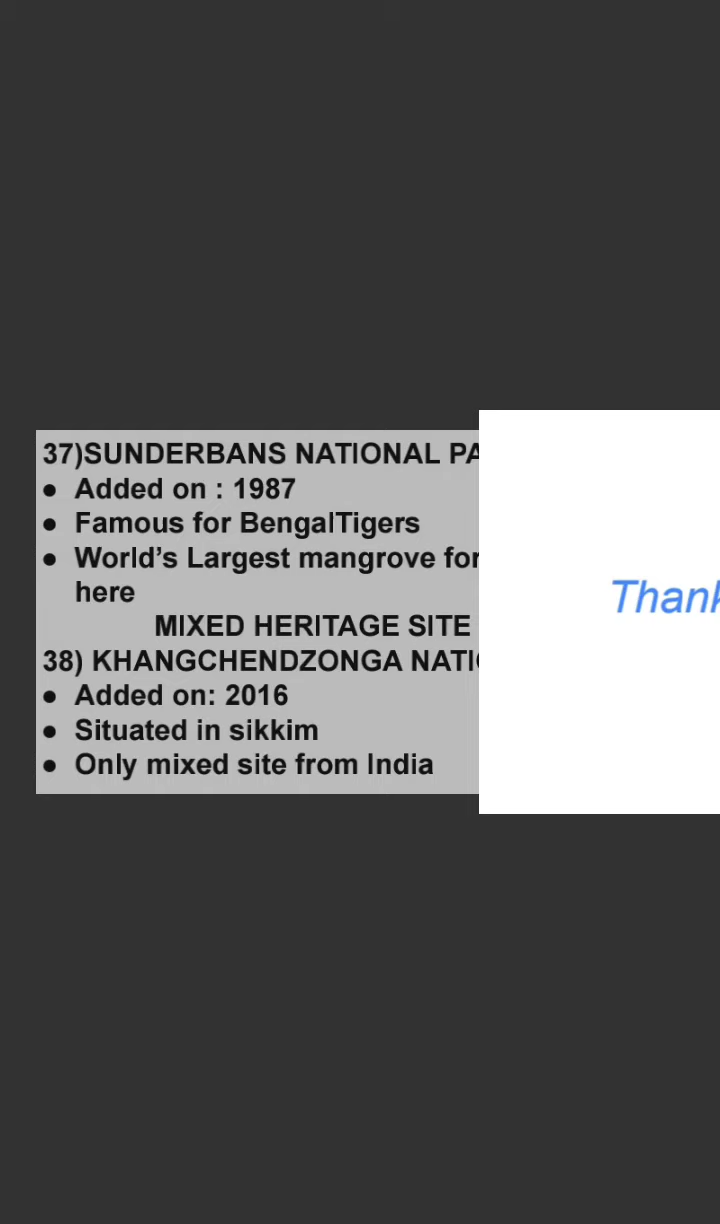 37)SUNDERBANS NATIONAL PA
● Added on : 1987
● Famous for BengalTigers
● World’s Largest mangrove for
here
MIXED HERITAGE SITE
38) KHANGCHENDZONGA NATI
● Added on: 2016
● Situated in sikkim
● Only mixed site from India
Thank